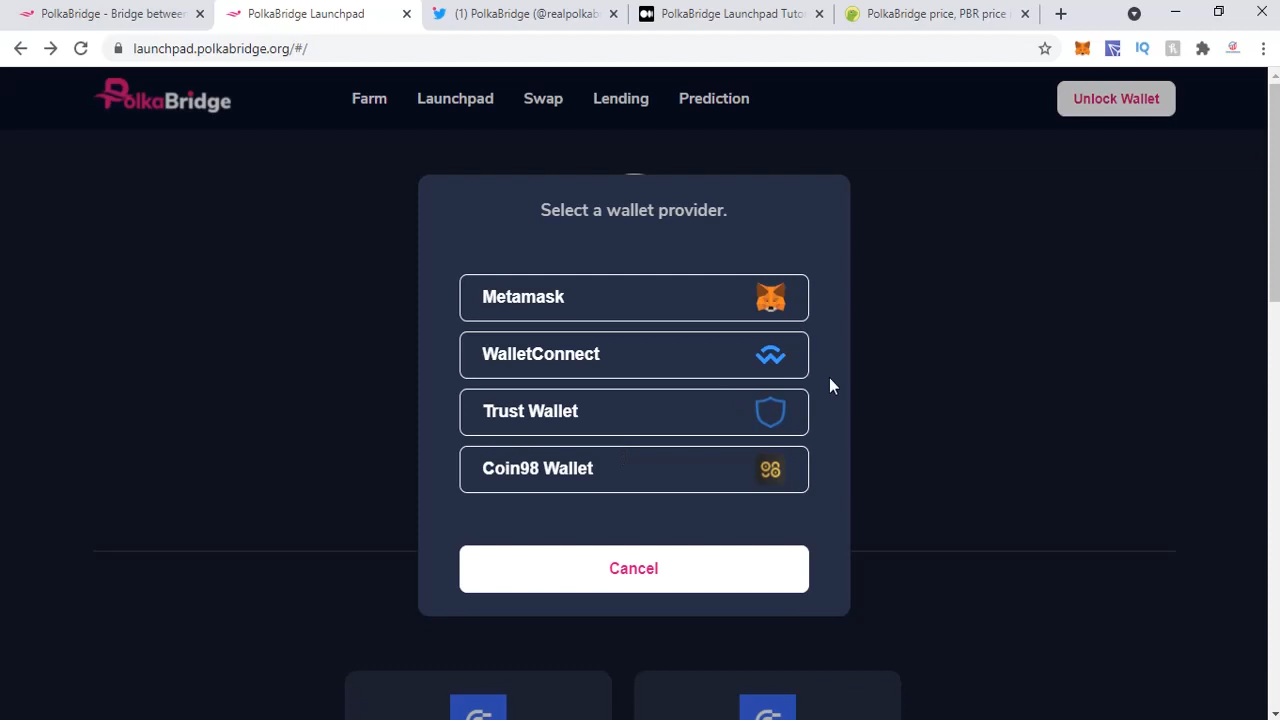 PolkaBridge - Bridge between
PolkaBridge Launchpad
(1) PolkaBridge (@realpolkab
PolkaBridge Launchpad Tuto
PolkaBridge price, PBR price
launchpad.polkabridge.org/#/
PolkaBridge
Farm
Launchpad
Swap
Lending
Prediction
Unlock Wallet
Select a wallet provider.
Metamask
WalletConnect
Trust Wallet
Coin98 Wallet
Cancel